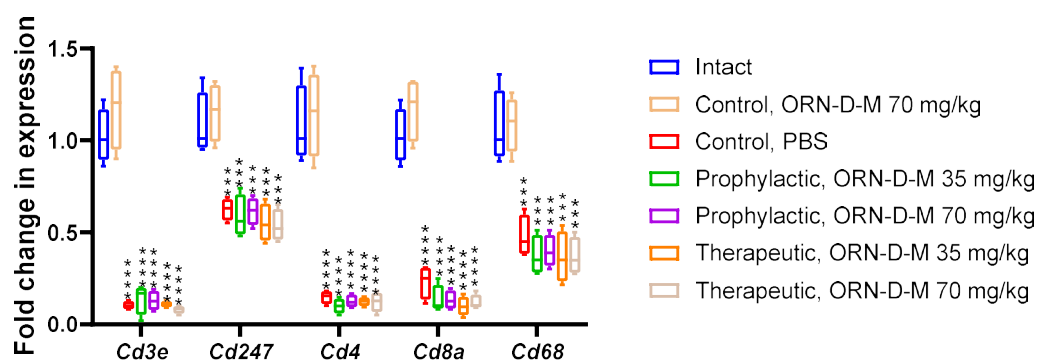 Fold change in expression
1.5
1.0
0.5
0.0
Cd3e Cd247 Cd4 Cd8a Cd68
Intact
Control, ORN-D-M 70 mg/kg
Control, PBS
Prophylactic, ORN-D-M 35 mg/kg
Prophylactic, ORN-D-M 70 mg/kg
Therapeutic, ORN-D-M 35 mg/kg
Therapeutic, ORN-D-M 70 mg/kg